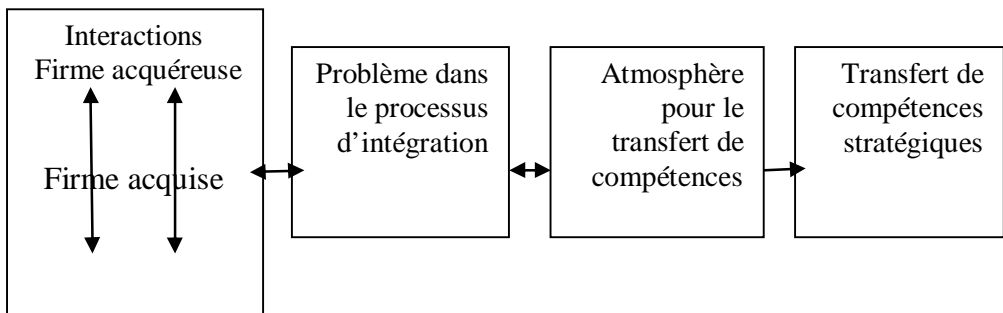 Interactions
Firme acquéreuse
Firme acquise
Problème dans
le processus
d’intégration
Atmosphère
pour le
transfert de
compétences
Transfert de
compétences
stratégiques